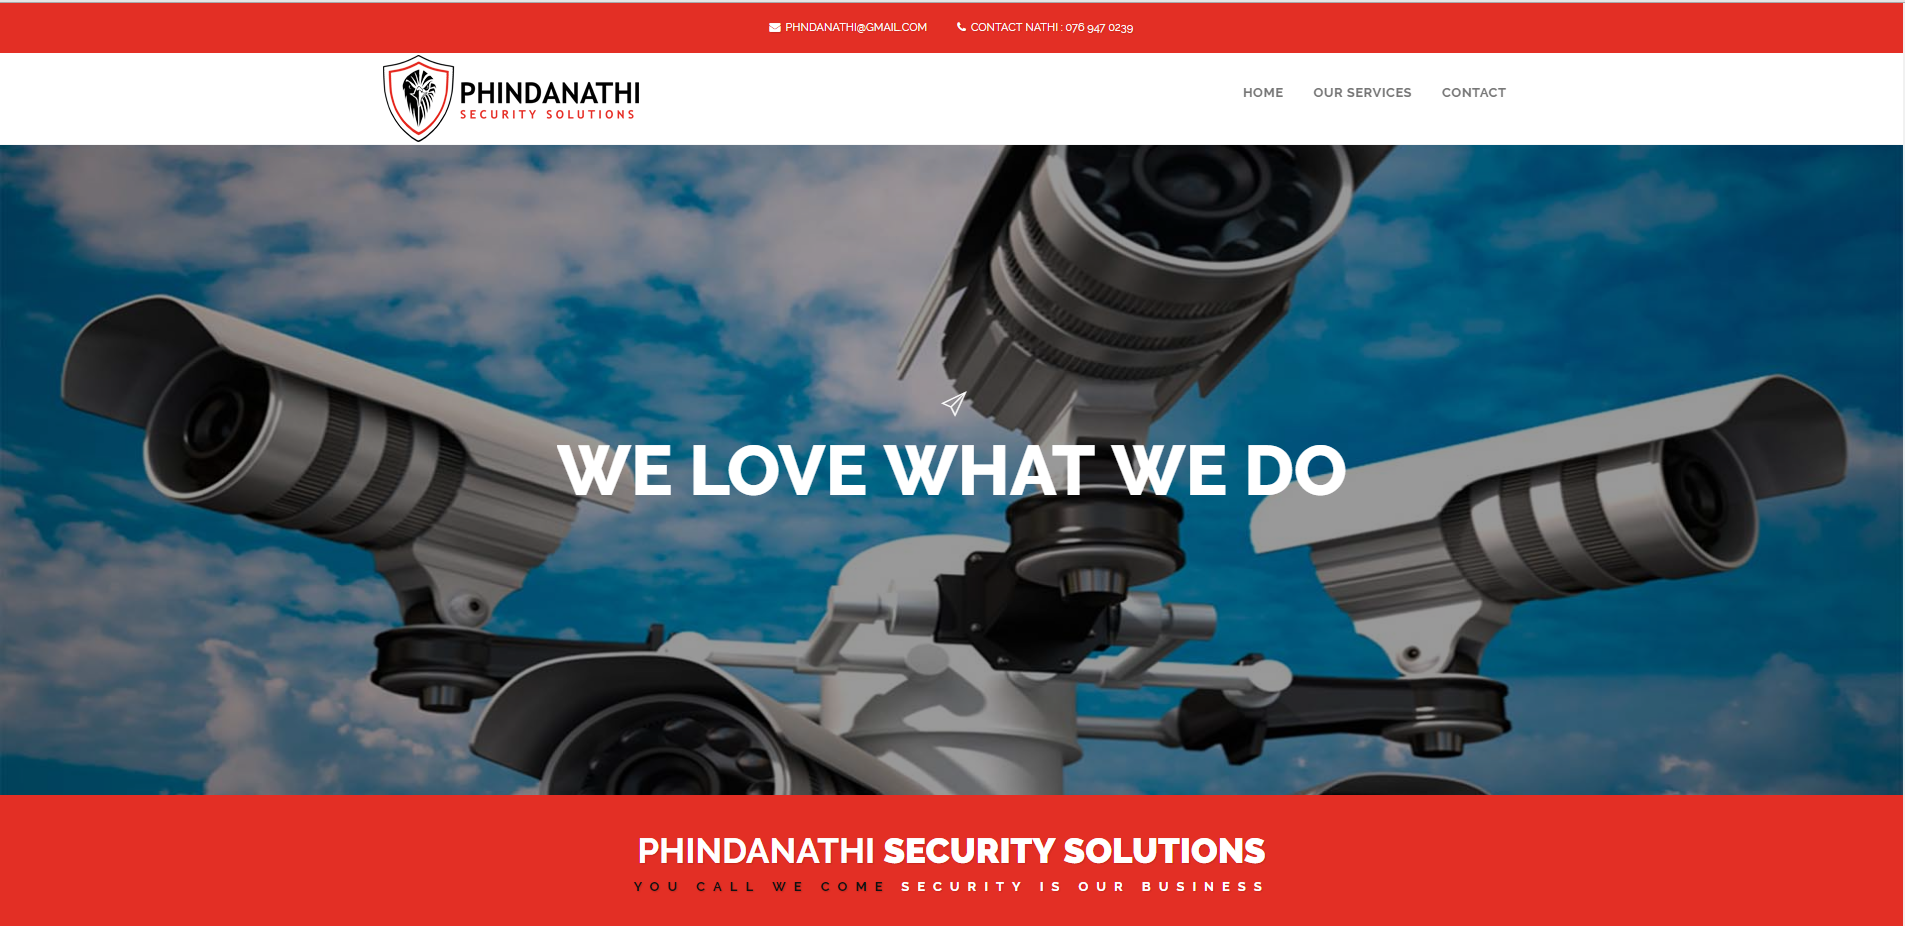 PHNDANATHI@GMAIL.COM CONTACT NATHI : 076 947 0239
PHINDANATHI
SECURITY SOLUTIONS
HOME OUR SERVICES CONTACT
WE LOVE WHAT WE DO
PHINDANATHI SECURITY SOLUTIONS
YOU CALL WE COME SECURITY IS OUR BUSINESS